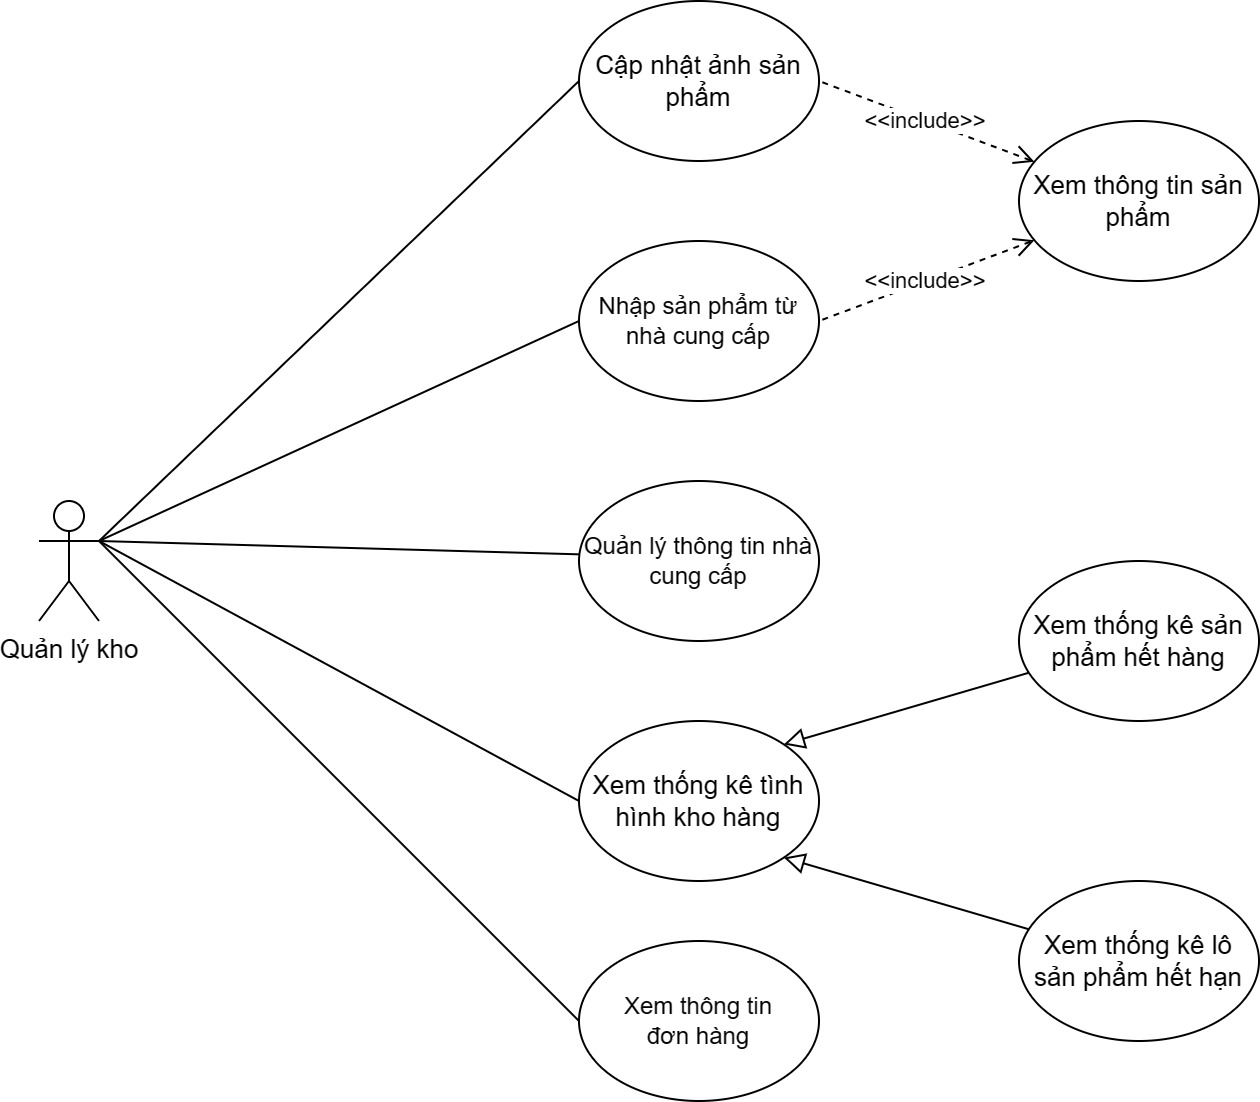 Cập nhật ảnh sản
phẩm
<<include>>
Xem thông tin sản
phẩm
Nhập sản phẩm từ
nhà cung cấp
<<include>>
Quản lý thông tin nhà
cung cấp
Quản lý kho
Xem thống kê sản
phẩm hết hàng
Xem thống kê tình
hình kho hàng
Xem thống kê lô
sản phẩm hết hạn
Xem thông tin
đơn hàng